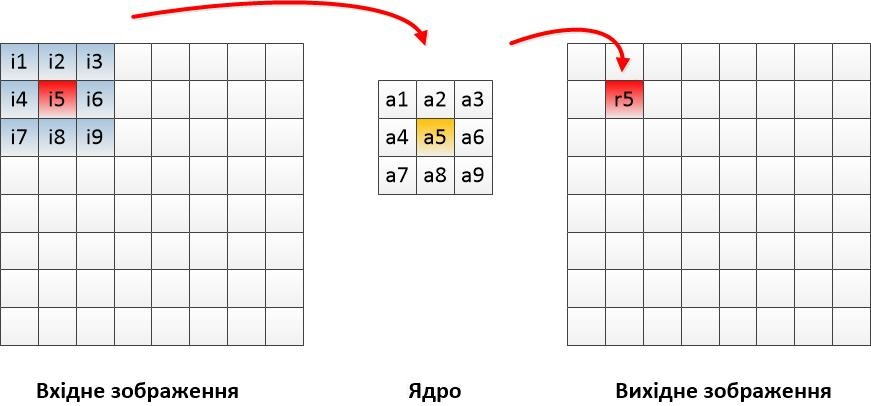 i1 i2 i3
i4 i5 i6
i7 i8 i9
a1 a2 a3
a4 a5 a6
a7 a8 a9
r5
Вхідне зображення
Ядро
Вихідне зображення